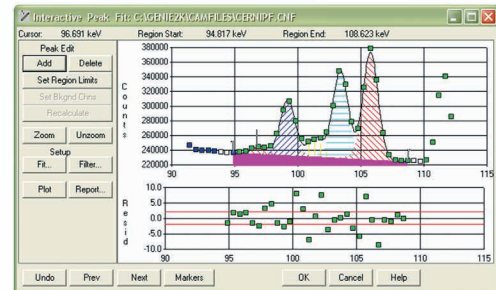 Interactive Peak Fit: C:\GENIE2K\CAMFILES\CERNIPF.CNF
Cursor: 96.691 keV Region Start: 94.817 keV Region End: 108.623 keV
Peak Edit
Add Delete
Set Region Limits
Set Bkgnd Chns
Recalculate
Zoom Unzoom
Setup
Fit... Filter...
Plot Report...
Counts
380000
360000
340000
320000
300000
280000
260000
240000
220000
90 95 100 105 110 115
Resid
10.0
5.0
0.0
-5.0
-10.0
90 95 100 105 110 115
Undo Prev Next Markers OK Cancel Help